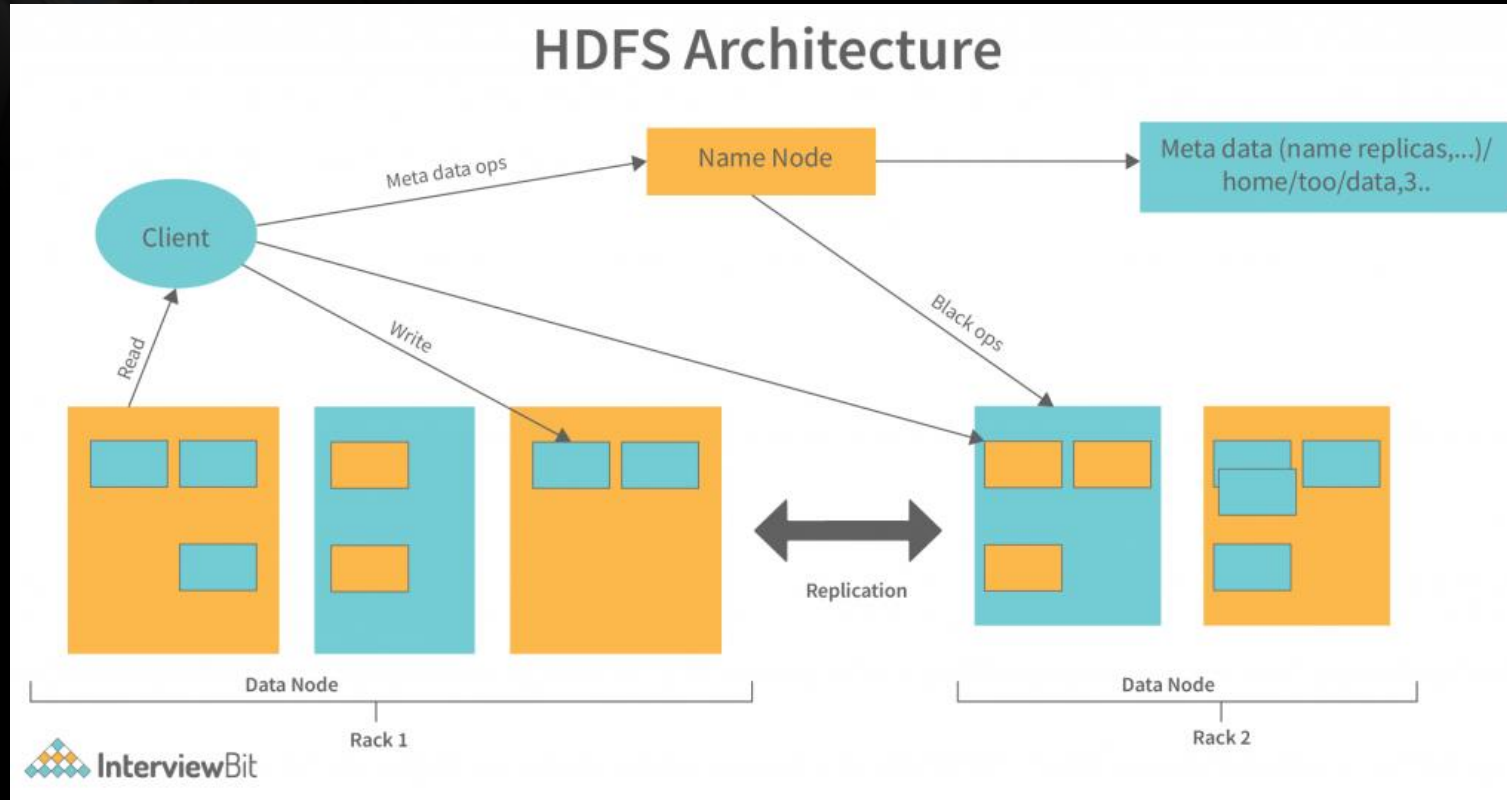 HDFS Architecture
Meta data ops
Name Node
Meta data (name replicas,...)/
home/too/data,3..
Client
Read
Write
Black ops
Replication
Data Node
Data Node
Rack 1
Rack 2
InterviewBit